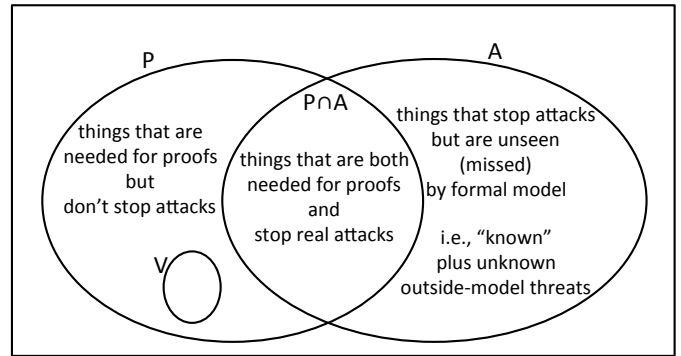 P
A
P∩A
things that are
needed for proofs
but
don't stop attacks
things that are both
needed for proofs
and
stop real attacks
things that stop attacks
but are unseen
(missed)
by formal model
i.e., “known”
plus unknown
outside-model threats
V